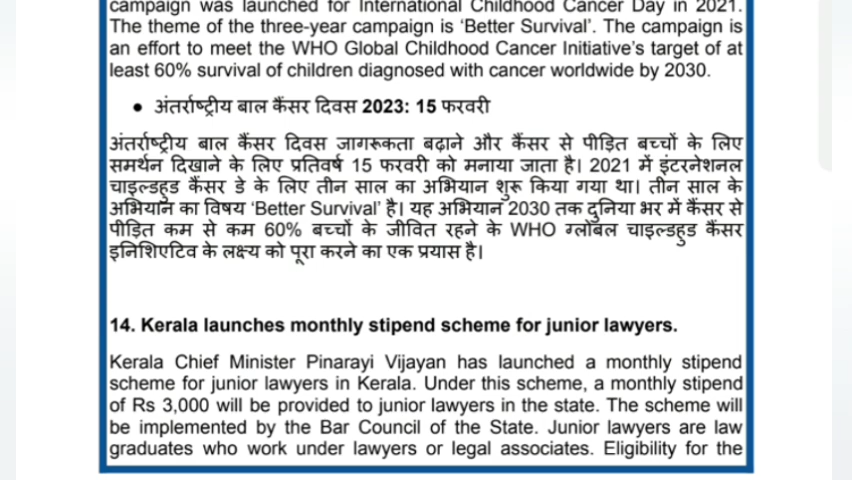 campaign was launched for International Childhood Cancer Day in 2021.
The theme of the three-year campaign is ‘Better Survival’. The campaign is
an effort to meet the WHO Global Childhood Cancer Initiative’s target of at
least 60% survival of children diagnosed with cancer worldwide by 2030.
• अंतर्राष्ट्रीय बाल कैंसर दिवस 2023: 15 फरवरी
अंतर्राष्ट्रीय बाल कैंसर दिवस जागरूकता बढ़ाने और कैंसर से पीड़ित बच्चों के लिए
समर्थन दिखाने के लिए प्रतिवर्ष 15 फरवरी को मनाया जाता है। 2021 में इंटरनेशनल
चाइल्डहुड कैंसर डे के लिए तीन साल का अभियान शुरू किया गया था। तीन साल के
अभियान का विषय ‘Better Survival’ है। यह अभियान 2030 तक दुनिया भर में कैंसर से
पीड़ित कम से कम 60% बच्चों के जीवित रहने के WHO ग्लोबल चाइल्डहुड कैंसर
इनिशिएटिव के लक्ष्य को पूरा करने का एक प्रयास है।
14. Kerala launches monthly stipend scheme for junior lawyers.
Kerala Chief Minister Pinarayi Vijayan has launched a monthly stipend
scheme for junior lawyers in Kerala. Under this scheme, a monthly stipend
of Rs 3,000 will be provided to junior lawyers in the state. The scheme will
be implemented by the Bar Council of the State. Junior lawyers are law
graduates who work under lawyers or legal associates. Eligibility for the